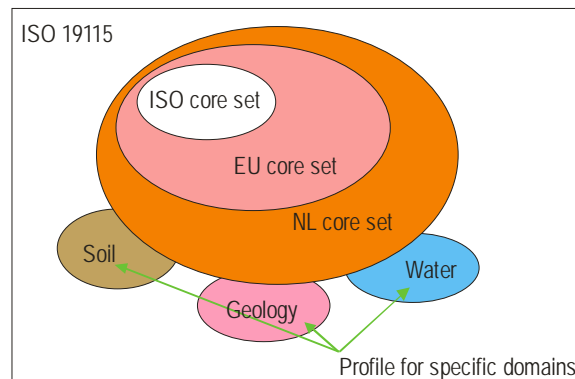 ISO 19115
ISO core set
EU core set
NL core set
Soil
Water
Geology
Profile for specific domains